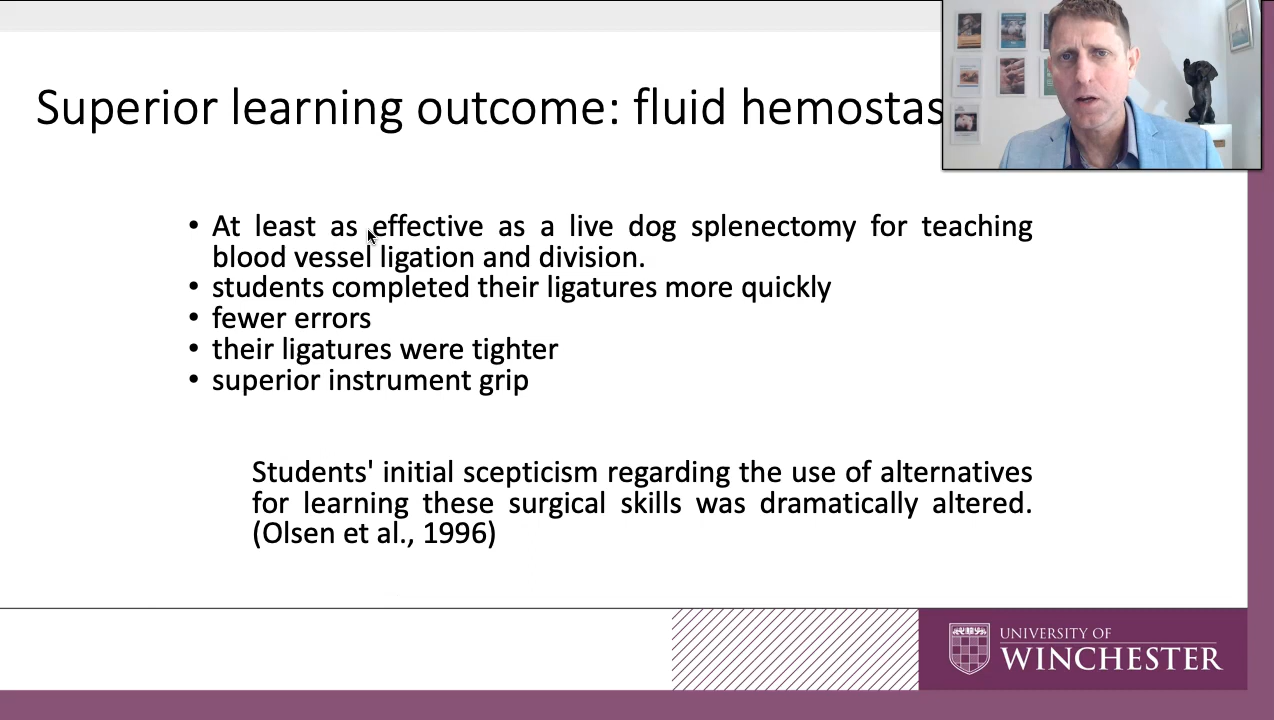 Superior learning outcome: fluid hemostas
• At least as effective as a live dog splenectomy for teaching
blood vessel ligation and division.
• students completed their ligatures more quickly
• fewer errors
• their ligatures were tighter
• superior instrument grip
Students' initial scepticism regarding the use of alternatives
for learning these surgical skills was dramatically altered.
(Olsen et al., 1996)
UNIVERSITY OF
WINCHESTER